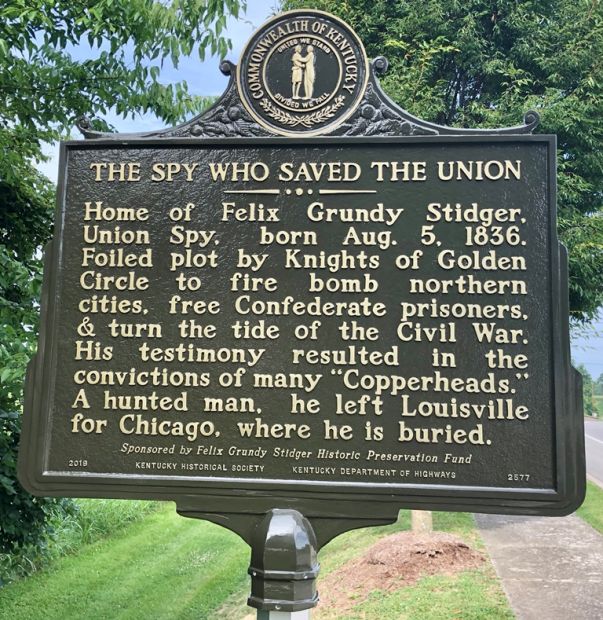 COMMONWEALTH OF KENTUCKY
UNITED WE STAND
DIVIDED WE FALL
THE SPY WHO SAVED THE UNION
Home of Felix Grundy Stidger,
Union Spy, born Aug. 5, 1836.
Foiled plot by Knights of Golden
Circle to fire bomb northern
cities, free Confederate prisoners,
& turn the tide of the Civil War.
His testimony resulted in the
convictions of many "Copperheads."
A hunted man, he left Louisville
for Chicago, where he is buried.
Sponsored by Felix Grundy Stidger Historic Preservation Fund
2019 KENTUCKY HISTORICAL SOCIETY KENTUCKY DEPARTMENT OF HIGHWAYS 2577